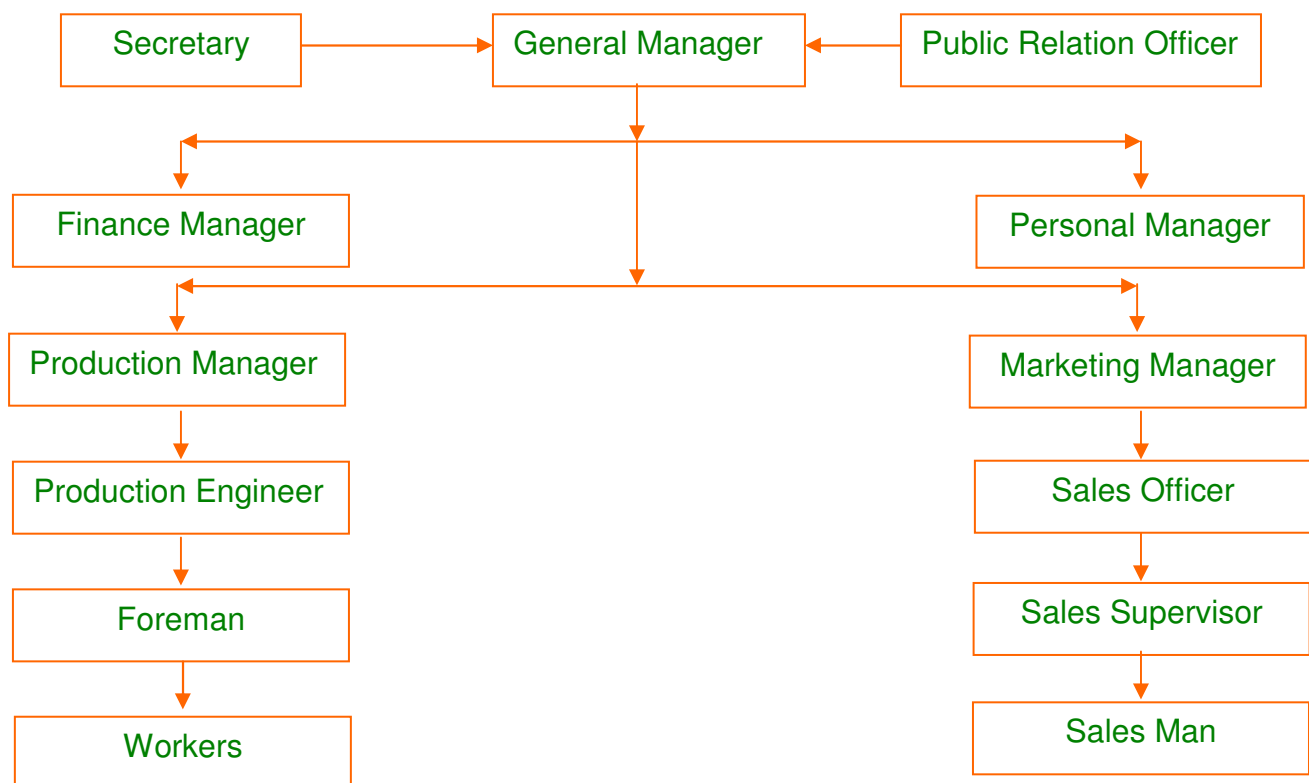 Secretary
General Manager
Public Relation Officer
Finance Manager
Personal Manager
Production Manager
Marketing Manager
Production Engineer
Sales Officer
Foreman
Sales Supervisor
Workers
Sales Man